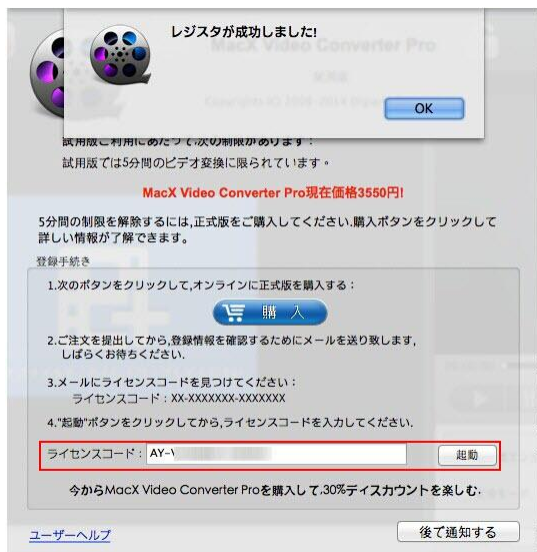 レジスタが成功しました!
MacX Video Converter Pro
OK
試用版ご利用にあたって,次の制限があります:
試用版では5分間のビデオ変換に限られています。
MacX Video Converter Pro現在価格3550円!
5分間の制限を解除するには,正式版をご購入してください.購入ボタンをクリックして
詳しい情報が了解できます。
登録手続き
1.次のボタンをクリックして,オンラインに正式版を購入する:
購 入
2.ご注文を提出してから,登録情報を確認するためにメールを送り致します,
しばらくお待ちください.
3.メールにライセンスコードを見つけてください:
ライセンスコード:XX-XXXXXXX-XXXXXXX
4."起動"ボタンをクリックしてから,ライセンスコードを入力してください.
ライセンスコード: AY- 起動
今からMacX Video Converter Proを購入して,30%ディスカウントを楽しむ.
ユーザーヘルプ 後で通知する